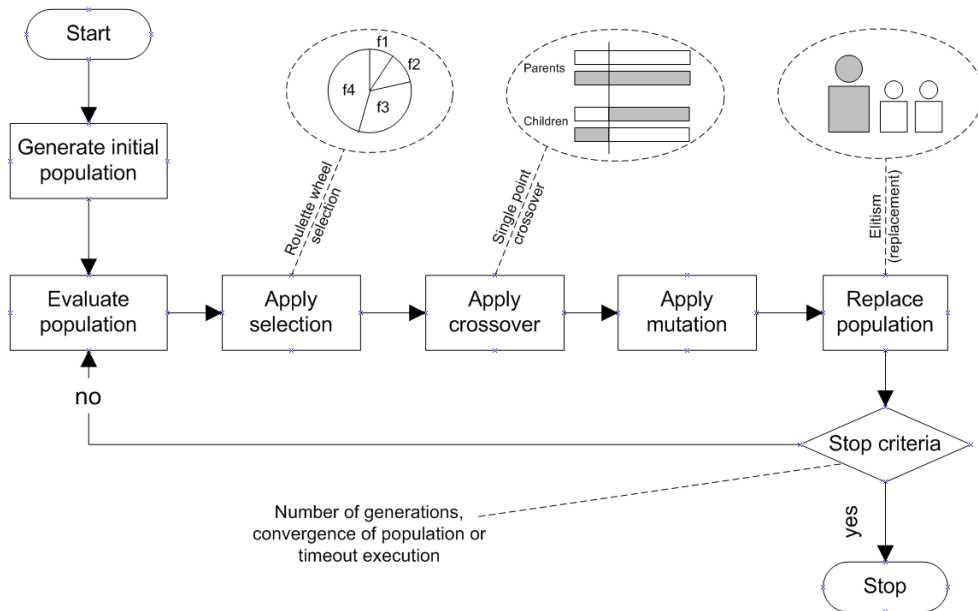 Start
f1
f2
f3
f4
Parents
Children
Generate initial
population
Roulette wheel
selection
Single point
crossover
Elitism
(replacement)
Evaluate
population
Apply
selection
Apply
crossover
Apply
mutation
Replace
population
no
Stop criteria
Number of generations,
convergence of population or
timeout execution
yes
Stop